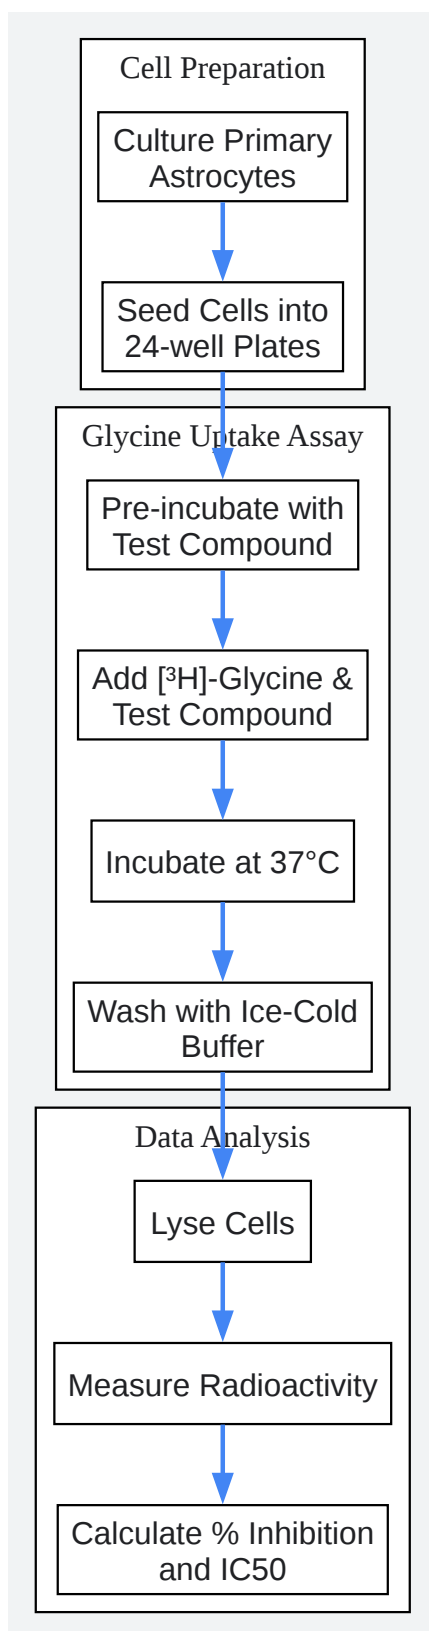 Cell Preparation
Culture Primary
Astrocytes
Seed Cells into
24-well Plates
Glycine Uptake Assay
Pre-incubate with
Test Compound
Add [³H]-Glycine &
Test Compound
Incubate at 37°C
Wash with Ice-Cold
Buffer
Data Analysis
Lyse Cells
Measure Radioactivity
Calculate % Inhibition
and IC50